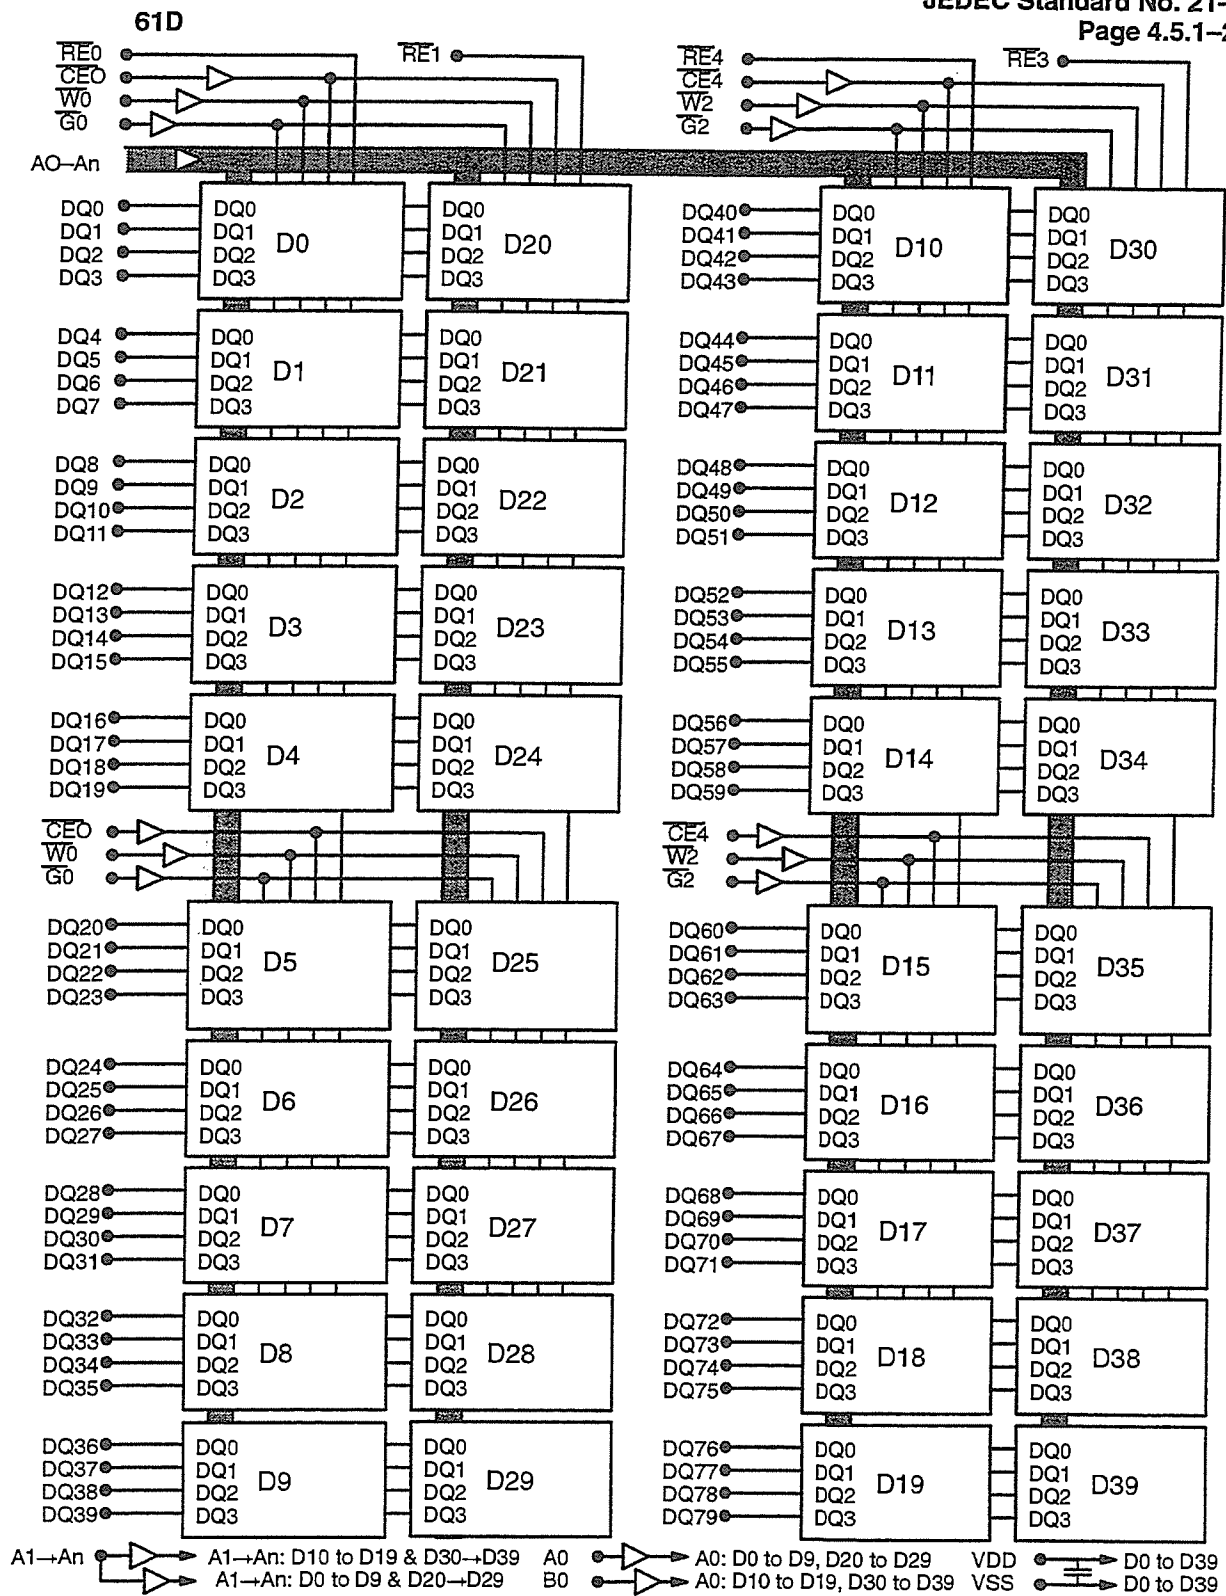 JEDEC Standard No. 21-
61D
Page 4.5.1-2
RE0
CEO
W0
G0
RE1
RE4
CE4
W2
G2
RE3
AO-An
DQ0 DQ0 D0 DQ0 D20 DQ40 DQ0 D10 DQ0 D30
DQ1 DQ1 DQ1 DQ41 DQ1 DQ1
DQ2 DQ2 DQ2 DQ42 DQ2 DQ2
DQ3 DQ3 DQ3 DQ43 DQ3 DQ3
DQ4 DQ0 D1 DQ0 D21 DQ44 DQ0 D11 DQ0 D31
DQ5 DQ1 DQ1 DQ45 DQ1 DQ1
DQ6 DQ2 DQ2 DQ46 DQ2 DQ2
DQ7 DQ3 DQ3 DQ47 DQ3 DQ3
DQ8 DQ0 D2 DQ0 D22 DQ48 DQ0 D12 DQ0 D32
DQ9 DQ1 DQ1 DQ49 DQ1 DQ1
DQ10 DQ2 DQ2 DQ50 DQ2 DQ2
DQ11 DQ3 DQ3 DQ51 DQ3 DQ3
DQ12 DQ0 D3 DQ0 D23 DQ52 DQ0 D13 DQ0 D33
DQ13 DQ1 DQ1 DQ53 DQ1 DQ1
DQ14 DQ2 DQ2 DQ54 DQ2 DQ2
DQ15 DQ3 DQ3 DQ55 DQ3 DQ3
DQ16 DQ0 D4 DQ0 D24 DQ56 DQ0 D14 DQ0 D34
DQ17 DQ1 DQ1 DQ57 DQ1 DQ1
DQ18 DQ2 DQ2 DQ58 DQ2 DQ2
DQ19 DQ3 DQ3 DQ59 DQ3 DQ3
CEO CE4
W0 W2
G0 G2
DQ20 DQ0 D5 DQ0 D25 DQ60 DQ0 D15 DQ0 D35
DQ21 DQ1 DQ1 DQ61 DQ1 DQ1
DQ22 DQ2 DQ2 DQ62 DQ2 DQ2
DQ23 DQ3 DQ3 DQ63 DQ3 DQ3
DQ24 DQ0 D6 DQ0 D26 DQ64 DQ0 D16 DQ0 D36
DQ25 DQ1 DQ1 DQ65 DQ1 DQ1
DQ26 DQ2 DQ2 DQ66 DQ2 DQ2
DQ27 DQ3 DQ3 DQ67 DQ3 DQ3
DQ28 DQ0 D7 DQ0 D27 DQ68 DQ0 D17 DQ0 D37
DQ29 DQ1 DQ1 DQ69 DQ1 DQ1
DQ30 DQ2 DQ2 DQ70 DQ2 DQ2
DQ31 DQ3 DQ3 DQ71 DQ3 DQ3
DQ32 DQ0 D8 DQ0 D28 DQ72 DQ0 D18 DQ0 D38
DQ33 DQ1 DQ1 DQ73 DQ1 DQ1
DQ34 DQ2 DQ2 DQ74 DQ2 DQ2
DQ35 DQ3 DQ3 DQ75 DQ3 DQ3
DQ36 DQ0 D9 DQ0 D29 DQ76 DQ0 D19 DQ0 D39
DQ37 DQ1 DQ1 DQ77 DQ1 DQ1
DQ38 DQ2 DQ2 DQ78 DQ2 DQ2
DQ39 DQ3 DQ3 DQ79 DQ3 DQ3
A1→An A1→An: D10 to D19 & D30→D39 A0 A0: D0 to D9, D20 to D29 VDD D0 to D39
A1→An: D0 to D9 & D20→D29 B0 A0: D10 to D19, D30 to D39 VSS D0 to D39